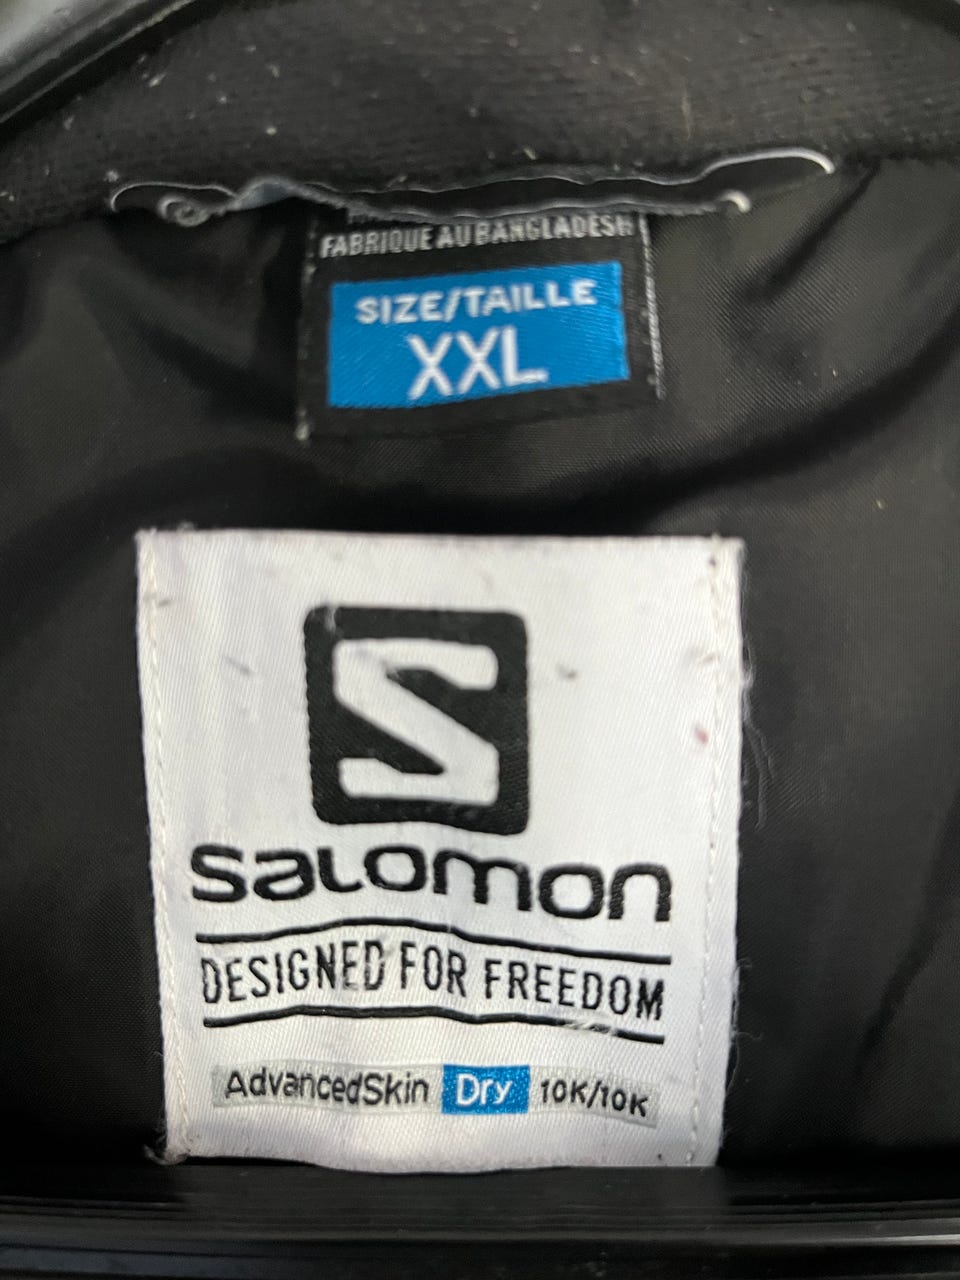 FABRIQUE AU BANGLADESH
SIZE/TAILLE
XXL
S
SALOMON
DESIGNED FOR FREEDOM
AdvancedSkin Dry 10K/10K